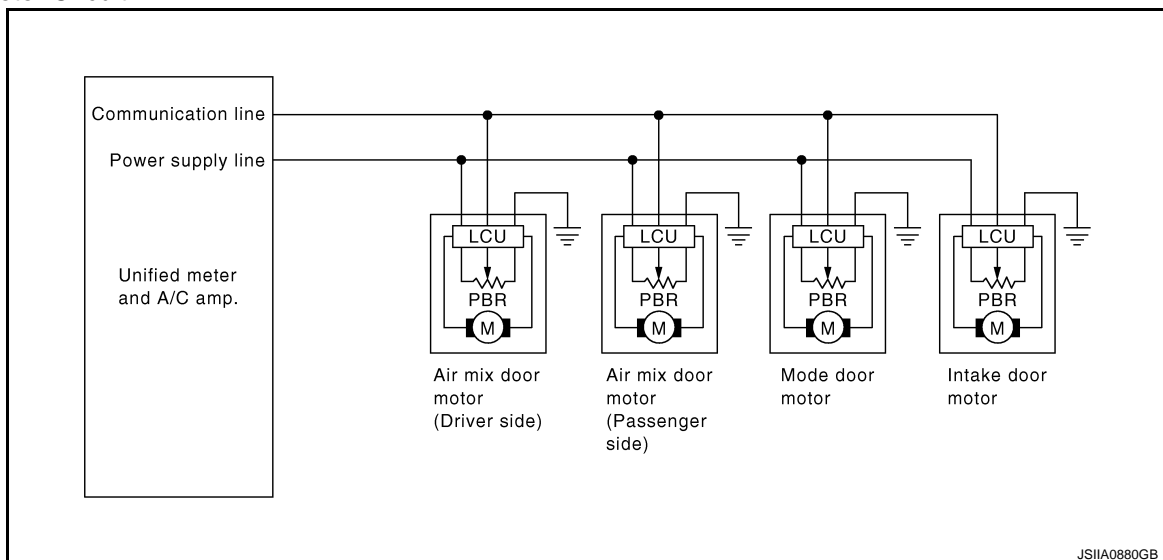 Communication line
Power supply line
Unified meter
and A/C amp.
LCU
PBR
M
Air mix door
motor
(Driver side)
LCU
PBR
M
Air mix door
motor
(Passenger
side)
LCU
PBR
M
Mode door
motor
LCU
PBR
M
Intake door
motor
JSIIA0880GB